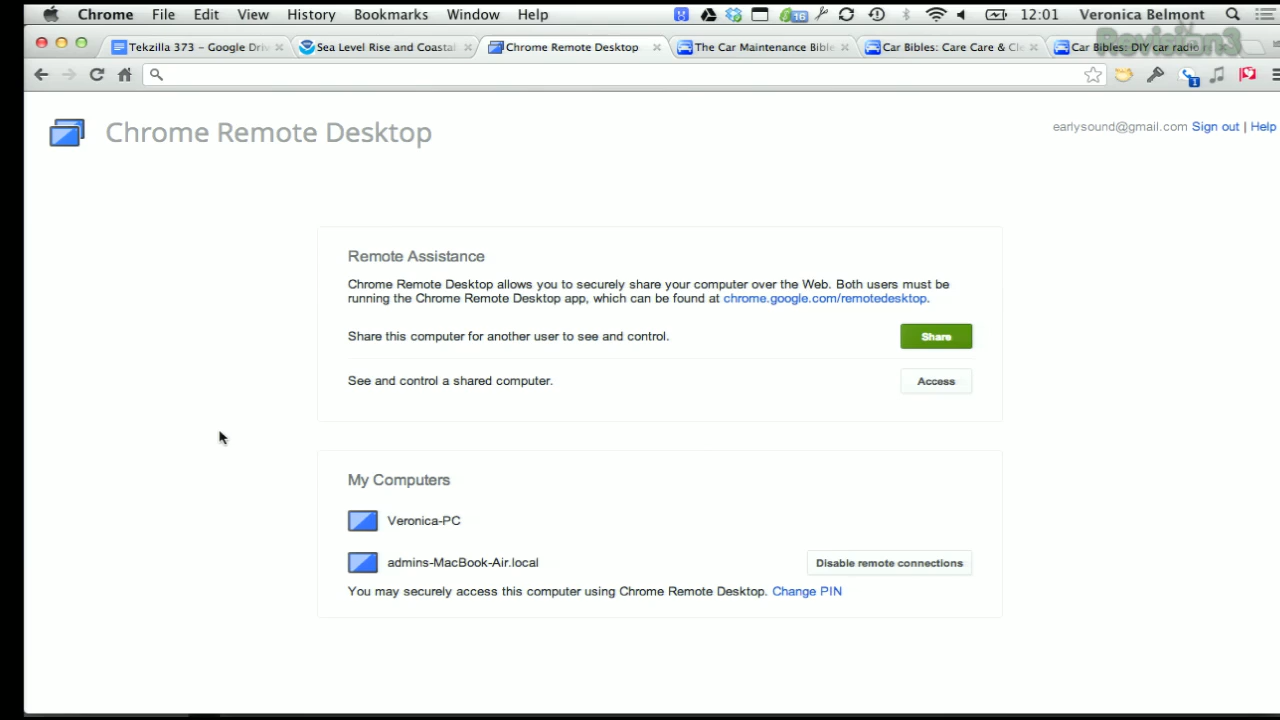 Chrome File Edit View History Bookmarks Window Help 16 12:01 Veronica Belmont
Tekzilla 373 - Google Driv Sea Level Rise and Coastal Chrome Remote Desktop The Car Maintenance Bible Car Bibles: Care Care & Cl Car Bibles: DIY car radio
Revision3
1
Chrome Remote Desktop
earlysound@gmail.com Sign out | Help
Remote Assistance
Chrome Remote Desktop allows you to securely share your computer over the Web. Both users must be
running the Chrome Remote Desktop app, which can be found at chrome.google.com/remotedesktop.
Share this computer for another user to see and control. Share
See and control a shared computer. Access
My Computers
Veronica-PC
admins-MacBook-Air.local Disable remote connections
You may securely access this computer using Chrome Remote Desktop. Change PIN